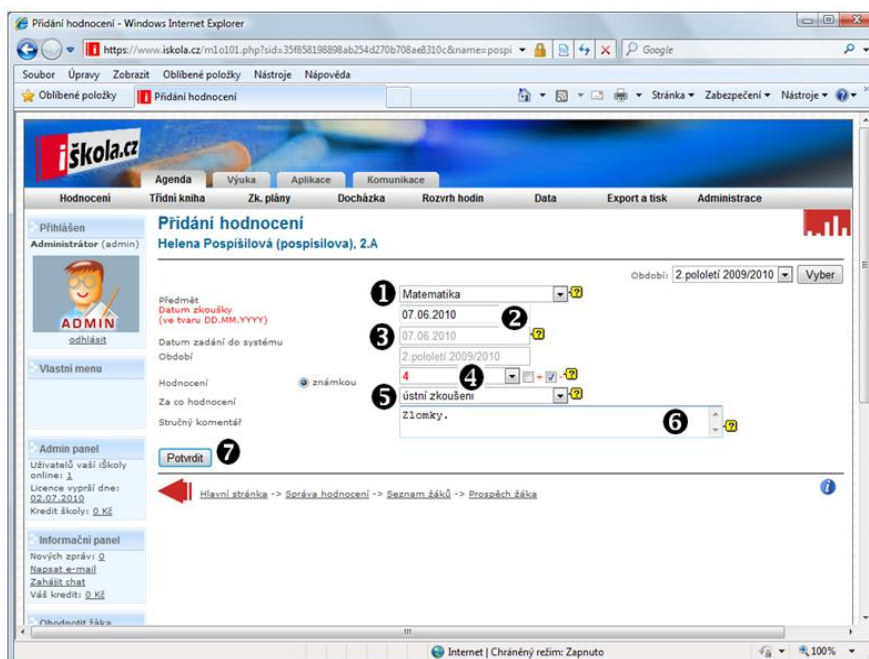 Přidání hodnocení - Windows Internet Explorer
https://www.iskola.cz/m1o101.php?sid=35f858198898ab254d270b708ae8310c&name=pospi
Google
Soubor Úpravy Zobrazit Oblíbené položky Nástroje Nápověda
Oblíbené položky Přidání hodnocení Stránka Zabezpečení Nástroje
iškola.cz
Agenda Výuka Aplikace Komunikace
Hodnocení Třídní kniha Zk. plány Docházka Rozvrh hodin Data Export a tisk Administrace
Přihlášen
Administrátor (admin)
ADMIN
odhlásit
Vlastní menu
Admin panel
Uživatelů vaší iŠkoly
online: 1
Licence vyprší dne:
02.07.2010
Kredit školy: 0 Kč
Informační panel
Nových zpráv: 0
Napsat e-mail
Zahájit chat
Váš kredit: 0 Kč
Ohodnotit žáka
Přidání hodnocení
Helena Pospíšilová (pospisilova), 2.A
Období: 2.pololetí 2009/2010 Vyber
Předmět 1 Matematika ?
Datum zkoušky 07.06.2010 2
(ve tvaru DD.MM.YYYY)
Datum zadání do systému 3 07.06.2010 ?
Období 2.pololetí 2009/2010
Hodnocení známkou 4 4 + - ?
Za co hodnocení 5 ústní zkoušení ?
Stručný komentář Zlomky. 6 ?
Potvrdit 7
Hlavní stránka -> Správa hodnocení -> Seznam žáků -> Prospěch žáka
Internet | Chráněný režim: Zapnuto 100%